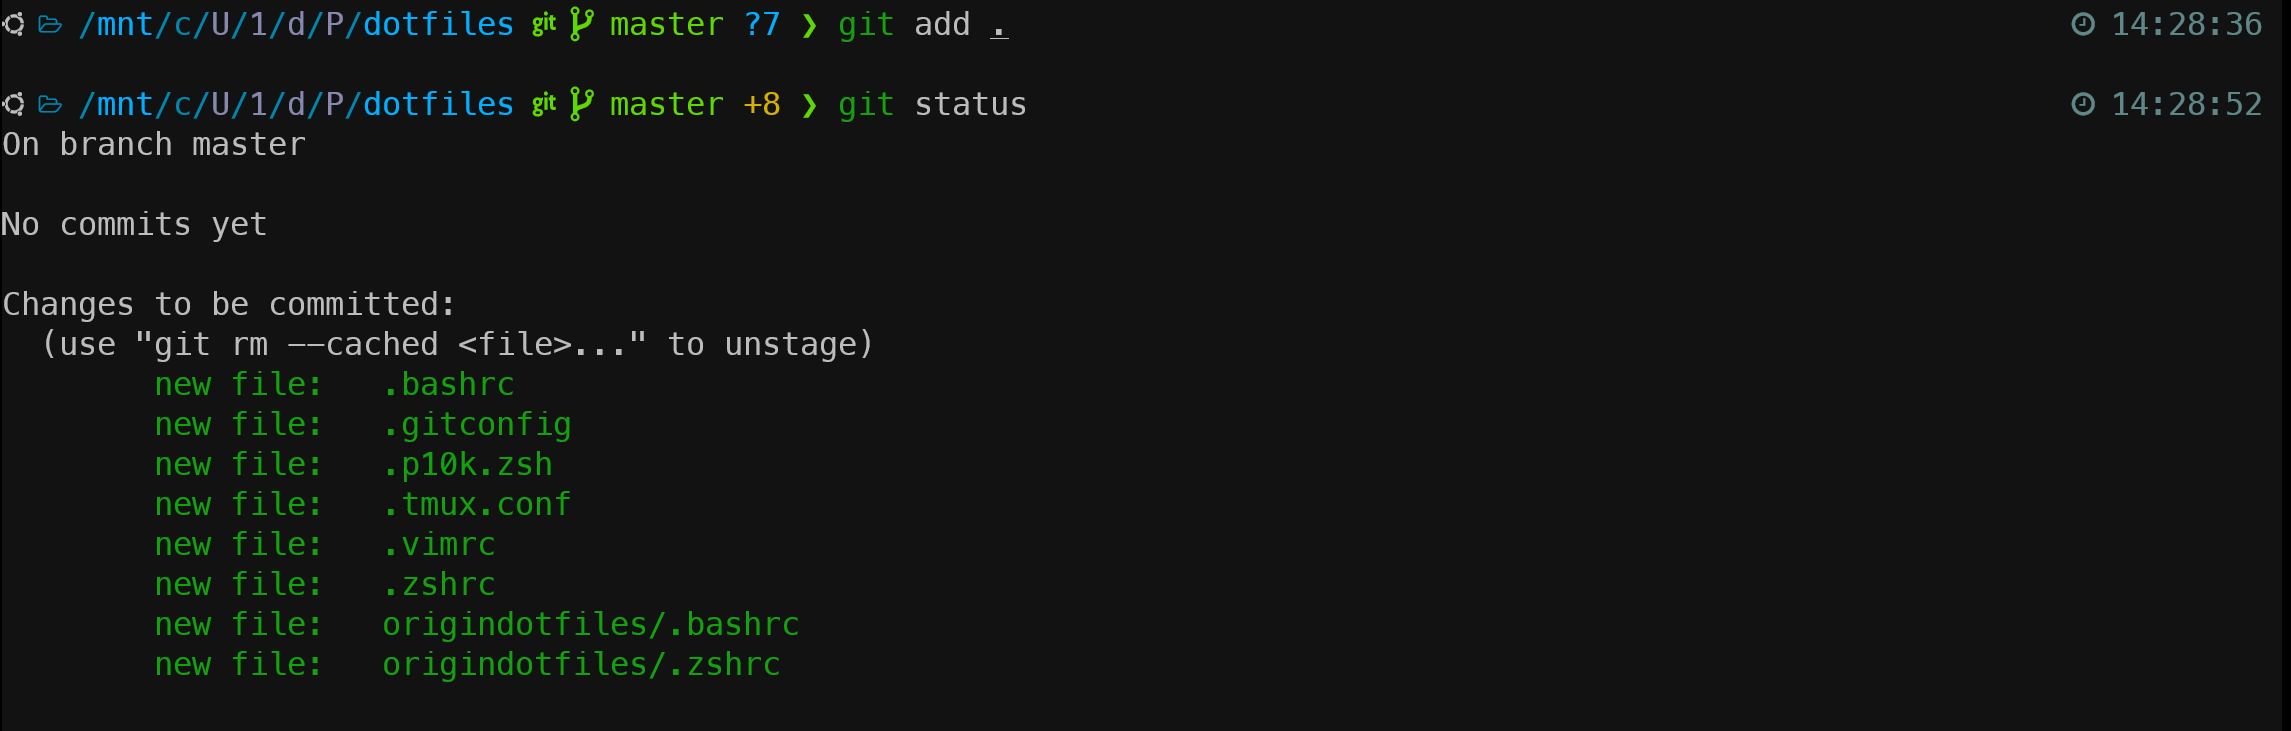 /mnt/c/U/1/d/P/dotfiles git master ?7 ❯ git add . 14:28:36
/mnt/c/U/1/d/P/dotfiles git master +8 ❯ git status 14:28:52
On branch master
No commits yet
Changes to be committed:
(use "git rm --cached <file>..." to unstage)
new file: .bashrc
new file: .gitconfig
new file: .p10k.zsh
new file: .tmux.conf
new file: .vimrc
new file: .zshrc
new file: origindotfiles/.bashrc
new file: origindotfiles/.zshrc